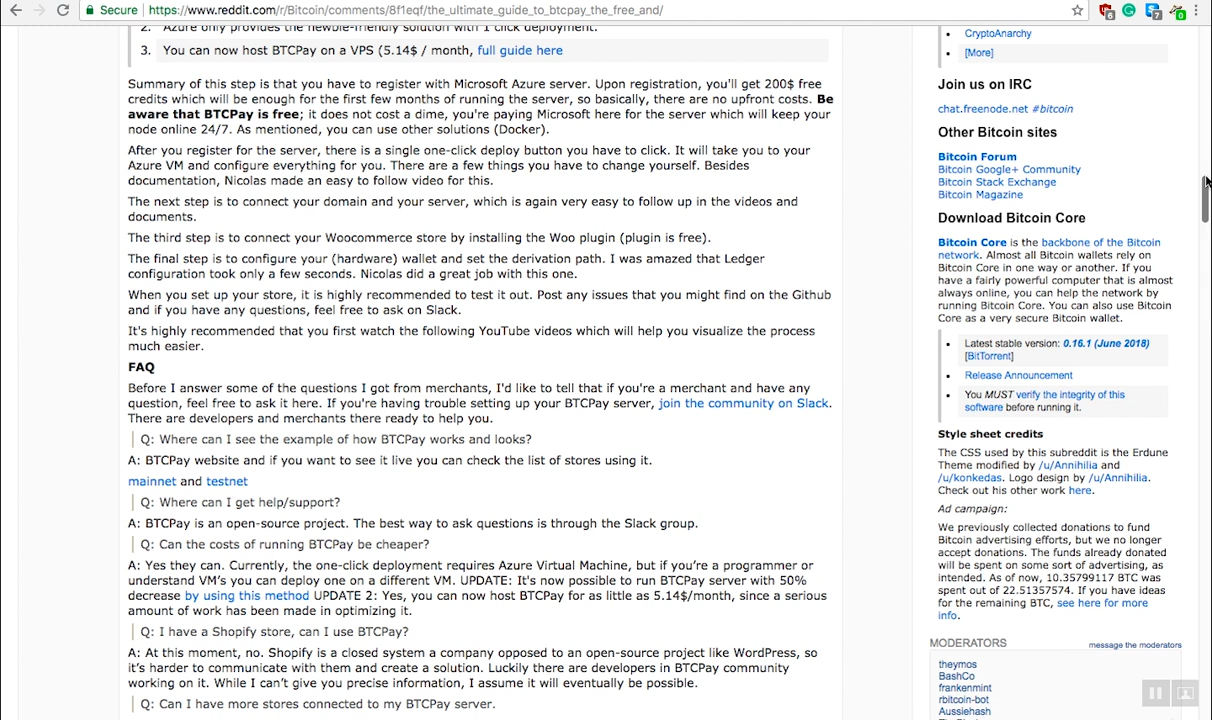 Secure
https://www.reddit.com/r/Bitcoin/comments/8f1eqf/the_ultimate_guide_to_btcpay_the_free_and/
6
7
0
2. Azure only provides the newbie-friendly solution with 1 click deployment.
3. You can now host BTCPay on a VPS (5.14$ / month, full guide here
Summary of this step is that you have to register with Microsoft Azure server. Upon registration, you'll get 200$ free
credits which will be enough for the first few months of running the server, so basically, there are no upfront costs. Be
aware that BTCPay is free; it does not cost a dime, you're paying Microsoft here for the server which will keep your
node online 24/7. As mentioned, you can use other solutions (Docker).
After you register for the server, there is a single one-click deploy button you have to click. It will take you to your
Azure VM and configure everything for you. There are a few things you have to change yourself. Besides
documentation, Nicolas made an easy to follow video for this.
The next step is to connect your domain and your server, which is again very easy to follow up in the videos and
documents.
The third step is to connect your Woocommerce store by installing the Woo plugin (plugin is free).
The final step is to configure your (hardware) wallet and set the derivation path. I was amazed that Ledger
configuration took only a few seconds. Nicolas did a great job with this one.
When you set up your store, it is highly recommended to test it out. Post any issues that you might find on the Github
and if you have any questions, feel free to ask on Slack.
It's highly recommended that you first watch the following YouTube videos which will help you visualize the process
much easier.
FAQ
Before I answer some of the questions I got from merchants, I'd like to tell that if you're a merchant and have any
question, feel free to ask it here. If you're having trouble setting up your BTCPay server, join the community on Slack.
There are developers and merchants there ready to help you.
Q: Where can I see the example of how BTCPay works and looks?
A: BTCPay website and if you want to see it live you can check the list of stores using it.
mainnet and testnet
Q: Where can I get help/support?
A: BTCPay is an open-source project. The best way to ask questions is through the Slack group.
Q: Can the costs of running BTCPay be cheaper?
A: Yes they can. Currently, the one-click deployment requires Azure Virtual Machine, but if you're a programmer or
understand VM's you can deploy one on a different VM. UPDATE: It's now possible to run BTCPay server with 50%
decrease by using this method UPDATE 2: Yes, you can now host BTCPay for as little as 5.14$/month, since a serious
amount of work has been made in optimizing it.
Q: I have a Shopify store, can I use BTCPay?
A: At this moment, no. Shopify is a closed system a company opposed to an open-source project like WordPress, so
it's harder to communicate with them and create a solution. Luckily there are developers in BTCPay community
working on it. While I can't give you precise information, I assume it will eventually be possible.
Q: Can I have more stores connected to my BTCPay server.
CryptoAnarchy
[More]
Join us on IRC
chat.freenode.net #bitcoin
Other Bitcoin sites
Bitcoin Forum
Bitcoin Google+ Community
Bitcoin Stack Exchange
Bitcoin Magazine
Download Bitcoin Core
Bitcoin Core is the backbone of the Bitcoin
network. Almost all Bitcoin wallets rely on
Bitcoin Core in one way or another. If you
have a fairly powerful computer that is almost
always online, you can help the network by
running Bitcoin Core. You can also use Bitcoin
Core as a very secure Bitcoin wallet.
Latest stable version: 0.16.1 (June 2018)
[BitTorrent]
Release Announcement
You MUST verify the integrity of this
software before running it.
Style sheet credits
The CSS used by this subreddit is the Erdune
Theme modified by /u/Annihilia and
/u/konkedas. Logo design by /u/Annihilia.
Check out his other work here.
Ad campaign:
We previously collected donations to fund
Bitcoin advertising efforts, but we no longer
accept donations. The funds already donated
will be spent on some sort of advertising, as
intended. As of now, 10.35799117 BTC was
spent out of 22.51357574. If you have ideas
for the remaining BTC, see here for more
info.
MODERATORS
message the moderators
theymos
BashCo
frankenmint
rbitcoin-bot
Aussiehash